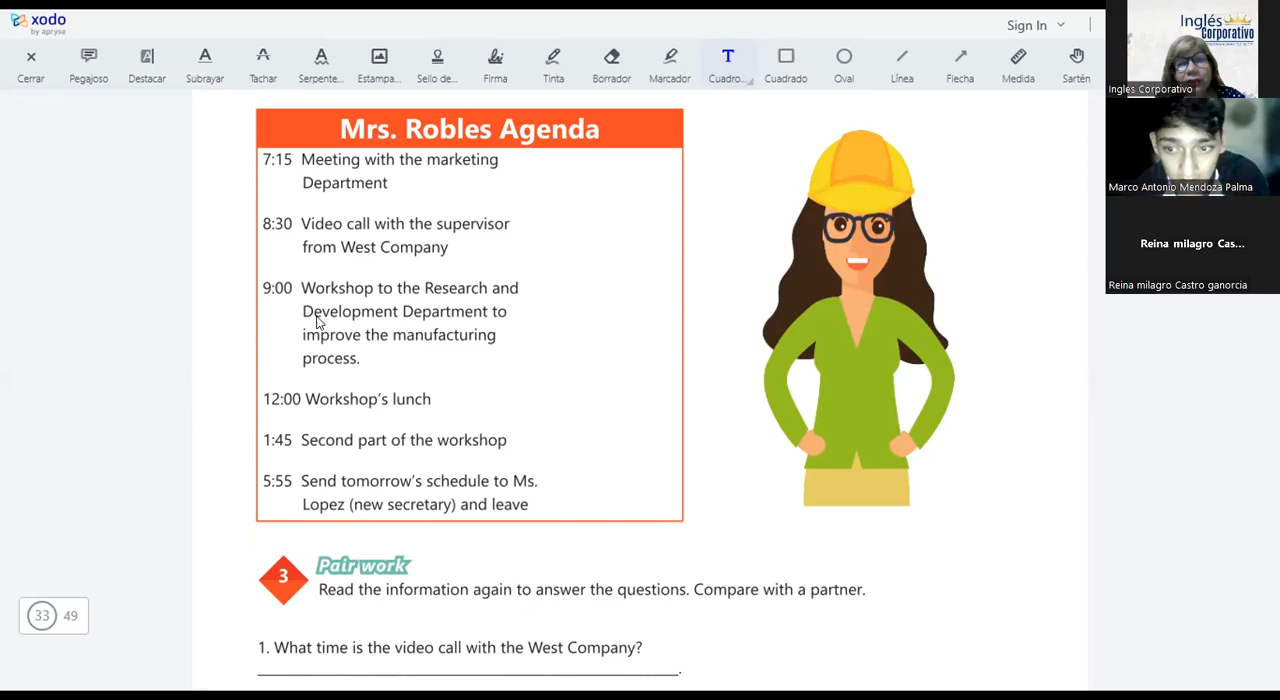 xodo
by apryse
Sign In
Cerrar
Pegajoso
Destacar
Subrayar
Tachar
Serpente...
Estampa...
Sello de...
Firma
Tinta
Borrador
Marcador
Cuadro...
Cuadrado
Oval
Línea
Flecha
Medida
Sartén
Mrs. Robles Agenda
7:15 Meeting with the marketing
Department
8:30 Video call with the supervisor
from West Company
9:00 Workshop to the Research and
Development Department to
improve the manufacturing
process.
12:00 Workshop's lunch
1:45 Second part of the workshop
5:55 Send tomorrow's schedule to Ms.
Lopez (new secretary) and leave
3
Pair work
Read the information again to answer the questions. Compare with a partner.
33 49
1. What time is the video call with the West Company?
Inglés
Corporativo
Inglés Corporativo
Marco Antonio Mendoza Palma
Reina milagro Cas...
Reina milagro Castro ganorcia